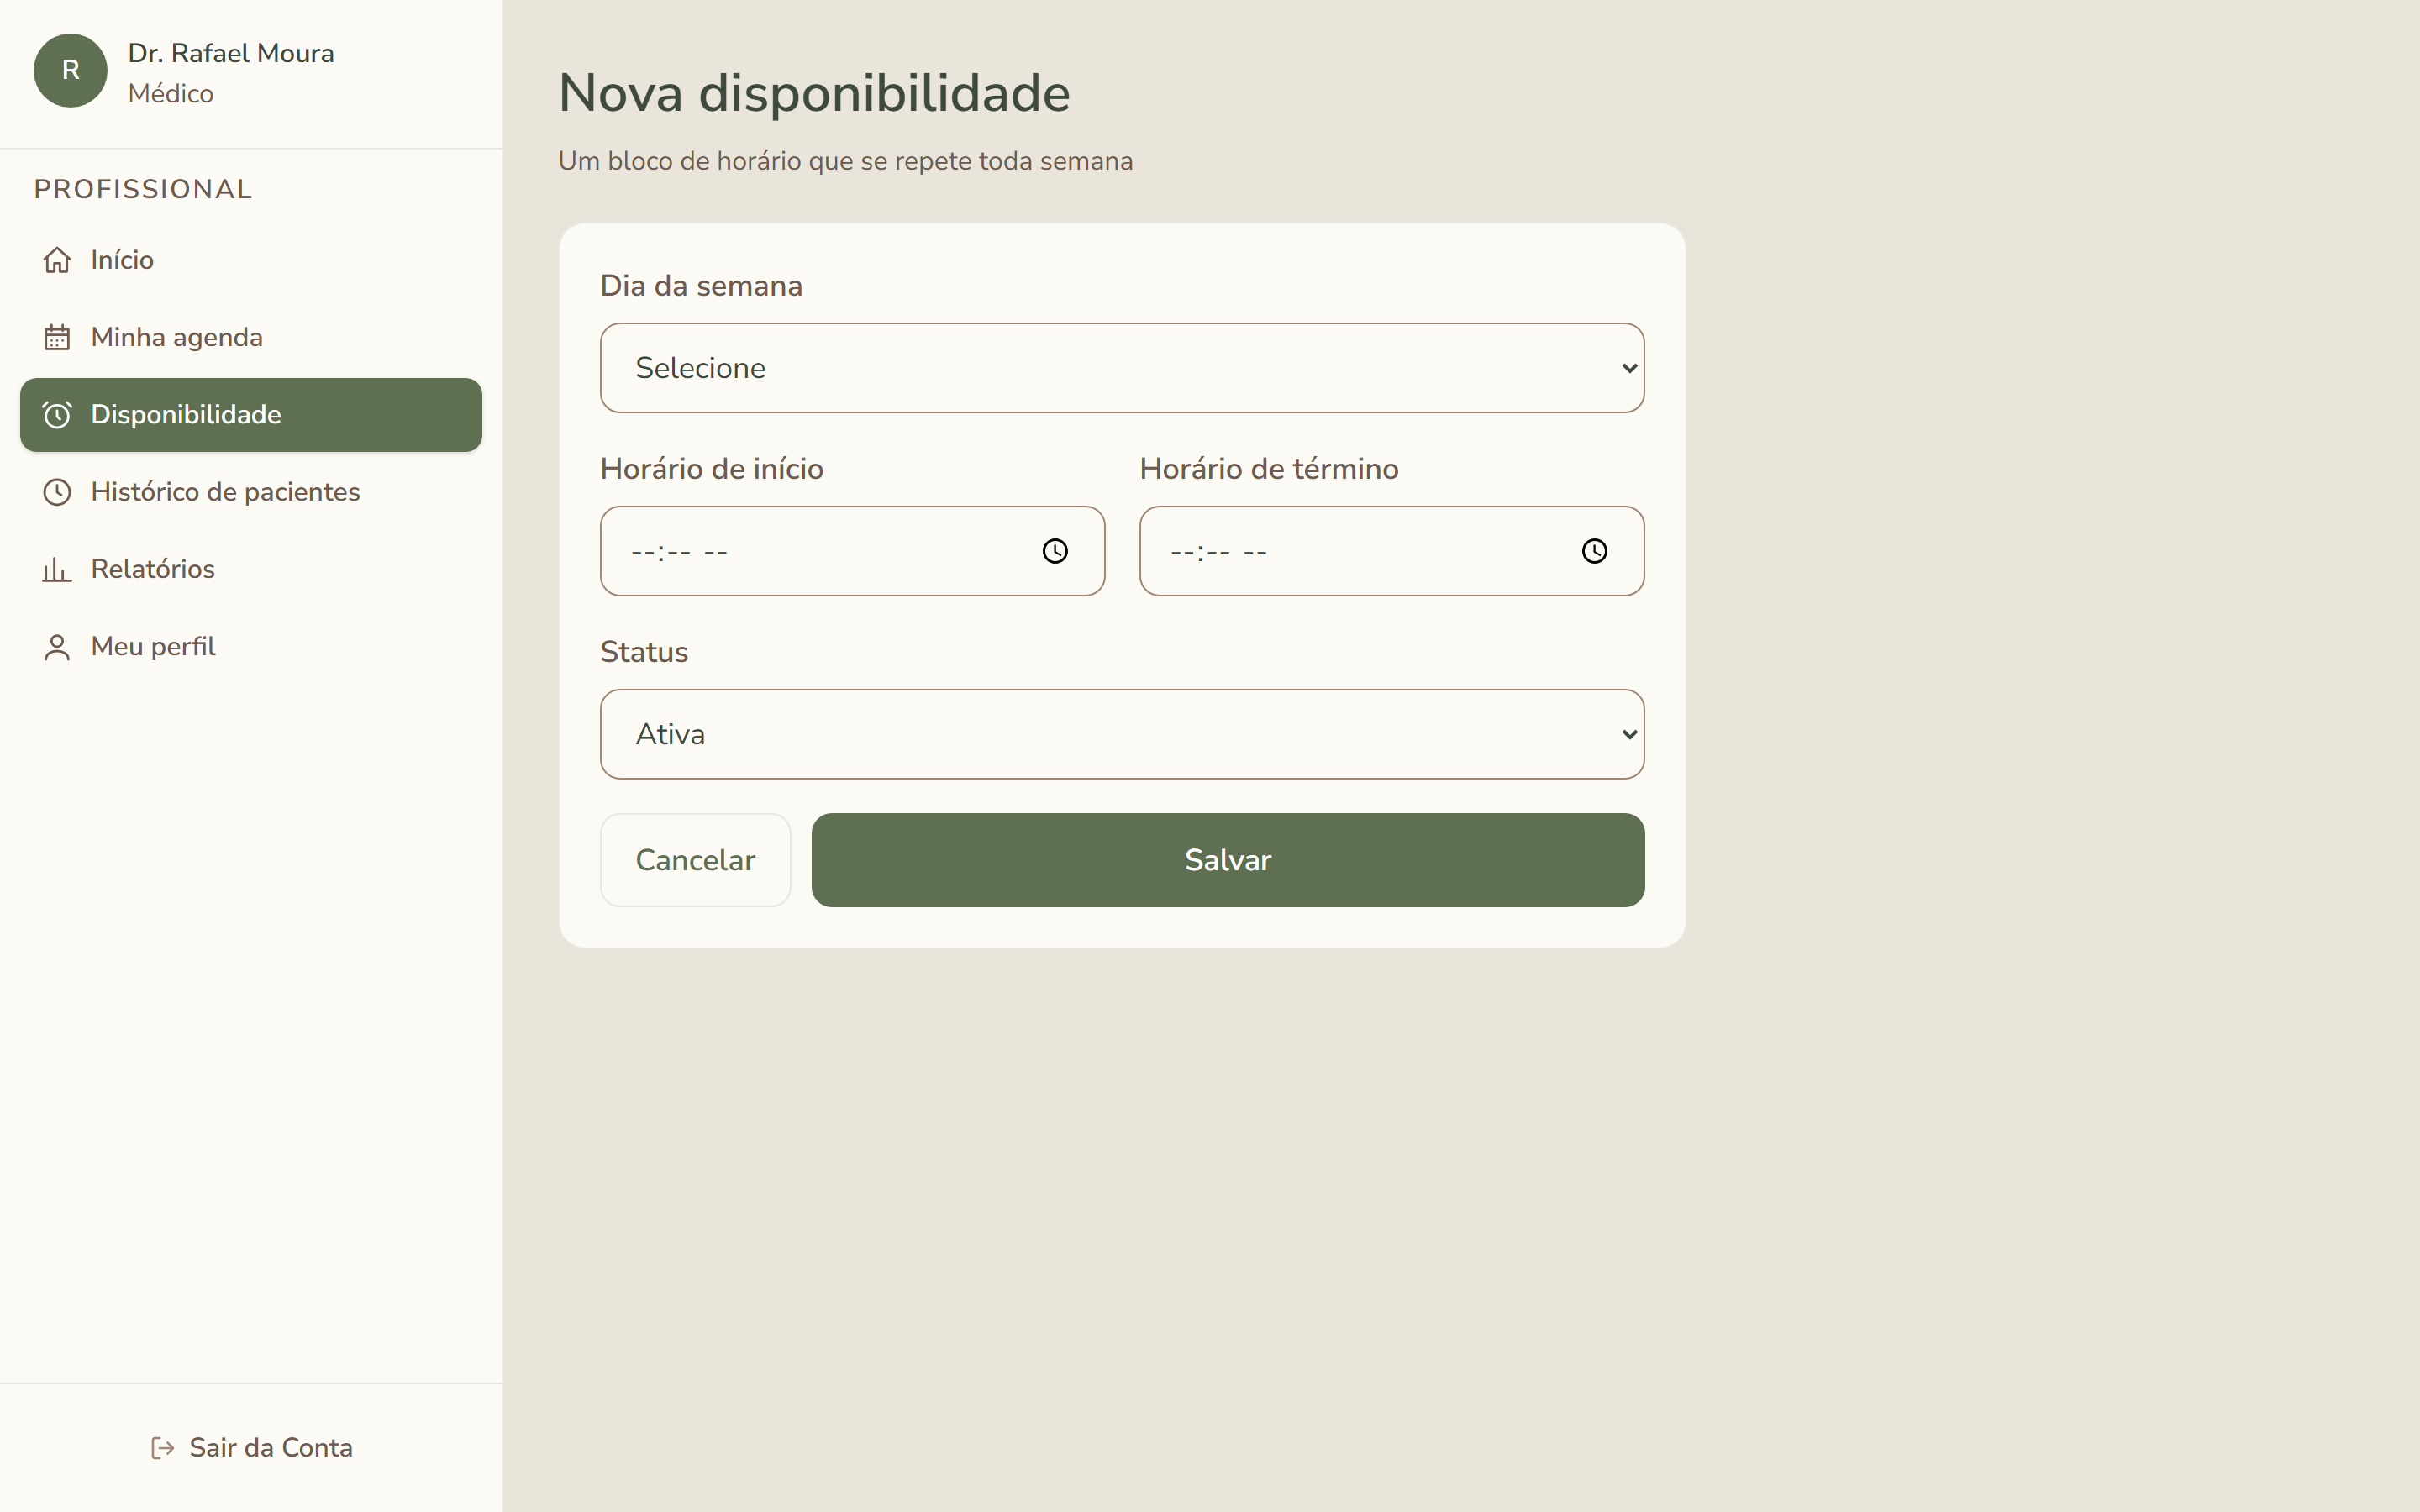 R
Dr. Rafael Moura
Médico
PROFISSIONAL
Início
Minha agenda
Disponibilidade
Histórico de pacientes
Relatórios
Meu perfil
Sair da Conta
Nova disponibilidade
Um bloco de horário que se repete toda semana
Dia da semana
Selecione
Horário de início
Horário de término
--:-- --
--:-- --
Status
Ativa
Cancelar
Salvar